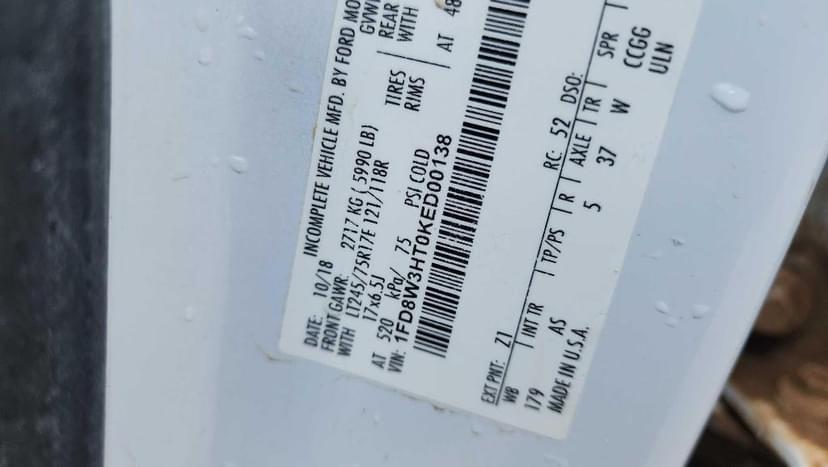 DATE: 10/18 INCOMPLETE VEHICLE MFD. BY FORD MO
FRONT GAWR: 2717 KG ( 5990 LB) GVWR
WITH LT245/75R17E 121/118R TIRES REAR
17x6.5J RIMS WITH
AT 520 kPa/ 75 PSI COLD AT 48
VIN: 1FD8W3HT0KED00138
EXT PNT: Z1 RC: 52 DSO:
WB INT TR TP/PS R AXLE TR SPR
179 AS 5 37 W CCGG
MADE IN U.S.A. ULN